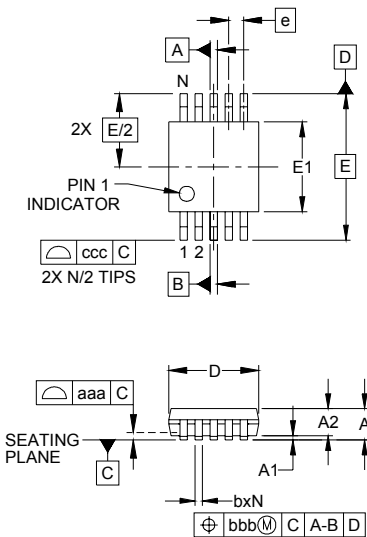 e
A
D
N
2X E/2
E1
E
PIN 1
INDICATOR
ccc C
1 2
2X N/2 TIPS
B
D
aaa C
A2
A
SEATING
PLANE
C
A1
bxN
bbb Ⓜ C A-B D